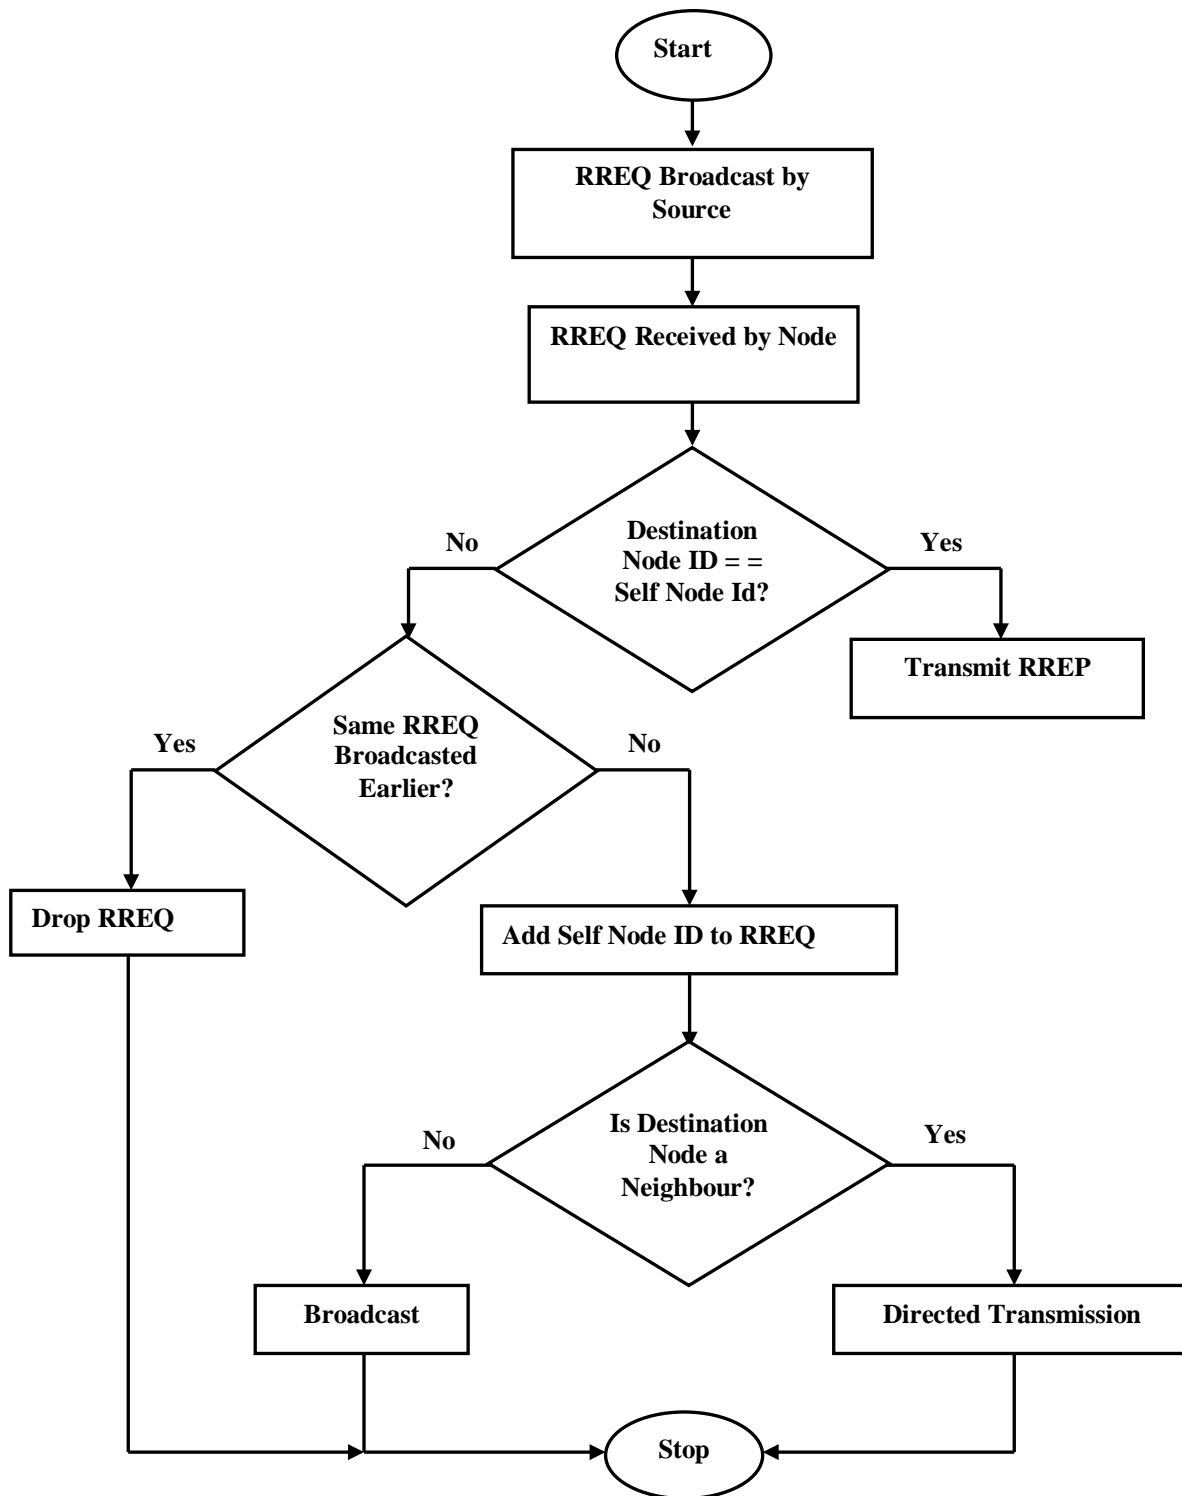 Start
RREQ Broadcast by
Source
RREQ Received by Node
Destination
Node ID = =
Self Node Id?
No
Yes
Transmit RREP
Same RREQ
Broadcasted
Earlier?
Yes
No
Drop RREQ
Add Self Node ID to RREQ
Is Destination
Node a
Neighbour?
No
Yes
Broadcast
Directed Transmission
Stop